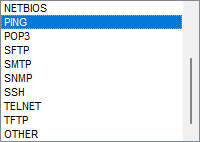 NETBIOS
PING
POP3
SFTP
SMTP
SNMP
SSH
TELNET
TFTP
OTHER